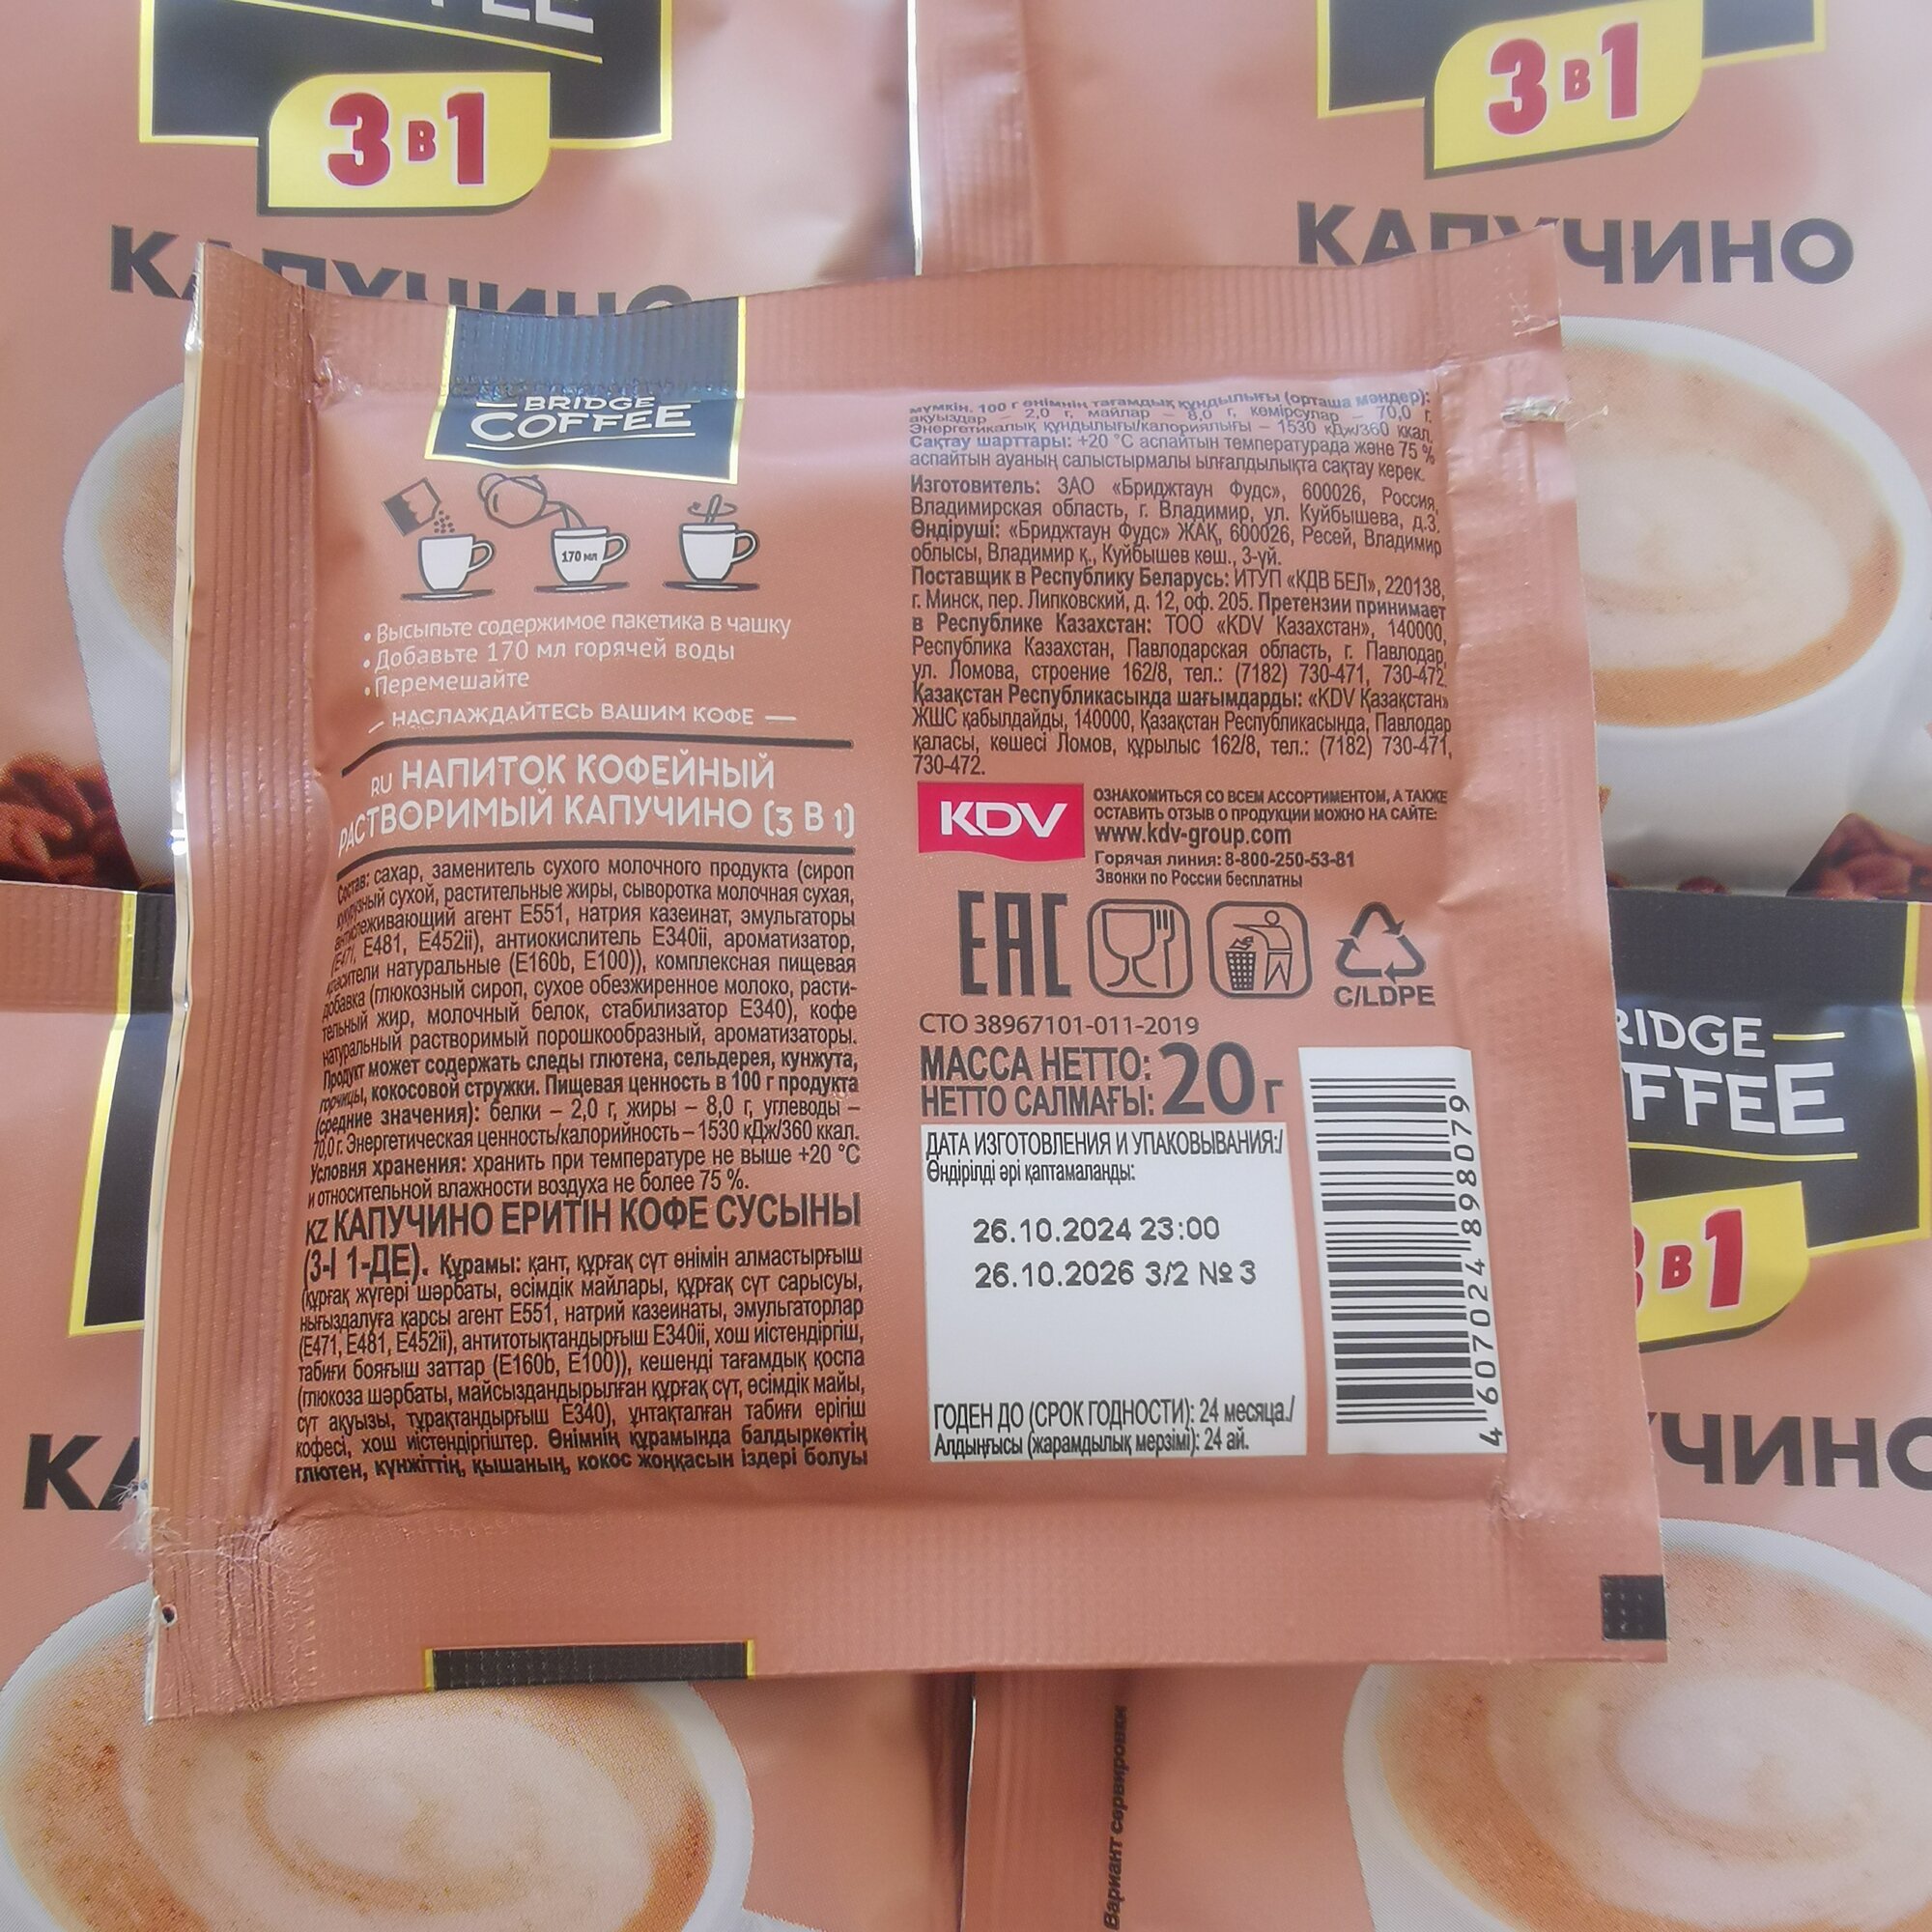 3 в 1
КАПУЧИНО
3 в 1
КАПУЧИНО
BRIDGE
COFFEE
170 мл
• Высыпьте содержимое пакетика в чашку
• Добавьте 170 мл горячей воды
• Перемешайте
НАСЛАЖДАЙТЕСЬ ВАШИМ КОФЕ
RU НАПИТОК КОФЕЙНЫЙ
РАСТВОРИМЫЙ КАПУЧИНО (3 В 1)
Состав: сахар, заменитель сухого молочного продукта (сироп
кукурузный сухой, растительные жиры, сыворотка молочная сухая,
антислеживающий агент Е551, натрия казеинат, эмульгаторы
(Е471, Е481, Е452ii), антиокислитель Е340ii, ароматизатор,
красители натуральные (Е160b, Е100)), комплексная пищевая
добавка (глюкозный сироп, сухое обезжиренное молоко, расти-
тельный жир, молочный белок, стабилизатор Е340), кофе
натуральный растворимый порошкообразный, ароматизаторы.
Продукт может содержать следы глютена, сельдерея, кунжута,
горчицы, кокосовой стружки. Пищевая ценность в 100 г продукта
(средние значения): белки – 2,0 г, жиры – 8,0 г, углеводы –
70,0 г. Энергетическая ценность/калорийность – 1530 кДж/360 ккал.
Условия хранения: хранить при температуре не выше +20 °С
и относительной влажности воздуха не более 75 %.
KZ КАПУЧИНО ЕРИТІН КОФЕ СУСЫНЫ
(3-І 1-ДЕ). Құрамы: қант, құрғақ сүт өнімін алмастырғыш
(құрғақ жүгері шәрбаты, өсімдік майлары, құрғақ сүт сарысуы,
нығыздалуға қарсы агент Е551, натрий казеинаты, эмульгаторлар
(Е471, Е481, Е452ii), антитотықтандырғыш Е340ii, хош иістендіргіш,
табиғи бояғыш заттар (Е160b, Е100)), кешенді тағамдық қоспа
(глюкоза шәрбаты, майсыздандырылған құрғақ сүт, өсімдік майы,
сүт ақуызы, тұрақтандырғыш Е340), ұнтақталған табиғи ерігіш
кофесі, хош иістендіргіштер. Өнімнің құрамында балдыркөктің
глютен, күнжіттің, қышаның, кокос жоңқасын іздері болуы
мүмкін. 100 г өнімнің тағамдық құндылығы (орташа мәндер):
ақуыздар – 2,0 г, майлар – 8,0 г, көмірсулар – 70,0 г.
Энергетикалық құндылығы/калориялығы – 1530 кДж/360 ккал.
Сақтау шарттары: +20 °С аспайтын температурада және 75 %
аспайтын ауаның салыстырмалы ылғалдылықта сақтау керек.
Изготовитель: ЗАО «Бриджтаун Фудс», 600026, Россия,
Владимирская область, г. Владимир, ул. Куйбышева, д.3.
Өндіруші: «Бриджтаун Фудс» ЖАҚ, 600026, Ресей, Владимир
облысы, Владимир қ., Куйбышев көш., 3-үй.
Поставщик в Республику Беларусь: ИТУП «КДВ БЕЛ», 220138,
г. Минск, пер. Липковский, д. 12, оф. 205. Претензии принимает
в Республике Казахстан: ТОО «KDV Казахстан», 140000,
Республика Казахстан, Павлодарская область, г. Павлодар,
ул. Ломова, строение 162/8, тел.: (7182) 730-471, 730-472.
Қазақстан Республикасында шағымдарды: «KDV Қазақстан»
ЖШС қабылдайды, 140000, Қазақстан Республикасында, Павлодар
қаласы, көшесі Ломов, құрылыс 162/8, тел.: (7182) 730-471,
730-472.
KDV
ОЗНАКОМИТЬСЯ СО ВСЕМ АССОРТИМЕНТОМ, А ТАКЖЕ
ОСТАВИТЬ ОТЗЫВ О ПРОДУКЦИИ МОЖНО НА САЙТЕ:
www.kdv-group.com
Горячая линия: 8-800-250-53-81
Звонки по России бесплатны
EAC
C/LDPE
СТО 38967101-011-2019
МАССА НЕТТО:
НЕТТО САЛМАҒЫ: 20 г
ДАТА ИЗГОТОВЛЕНИЯ И УПАКОВЫВАНИЯ:/
Өндірілді әрі қапталманды:
26.10.2024 23:00
26.10.2026 3/2 № 3
ГОДЕН ДО (СРОК ГОДНОСТИ): 24 месяца./
Алдыңғысы (жарамдылық мерзімі): 24 ай.
4 607024 898079
RIDGE
FFEE
3 в 1
КА
ЧИНО
Вариант сервировки